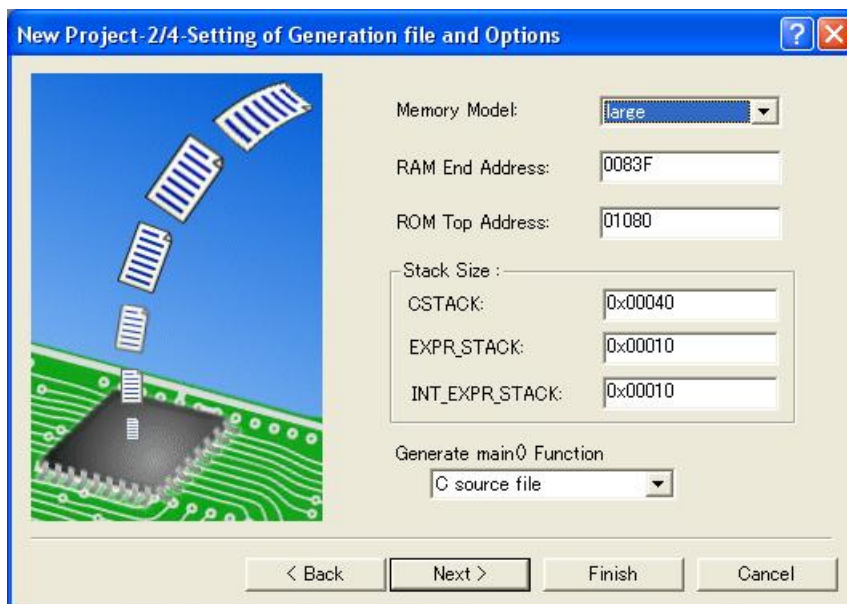 New Project-2/4-Setting of Generation file and Options
Memory Model:
large
RAM End Address:
0083F
ROM Top Address:
01080
Stack Size :
CSTACK:
0x00040
EXPR_STACK:
0x00010
INT_EXPR_STACK:
0x00010
Generate main() Function
C source file
< Back
Next >
Finish
Cancel